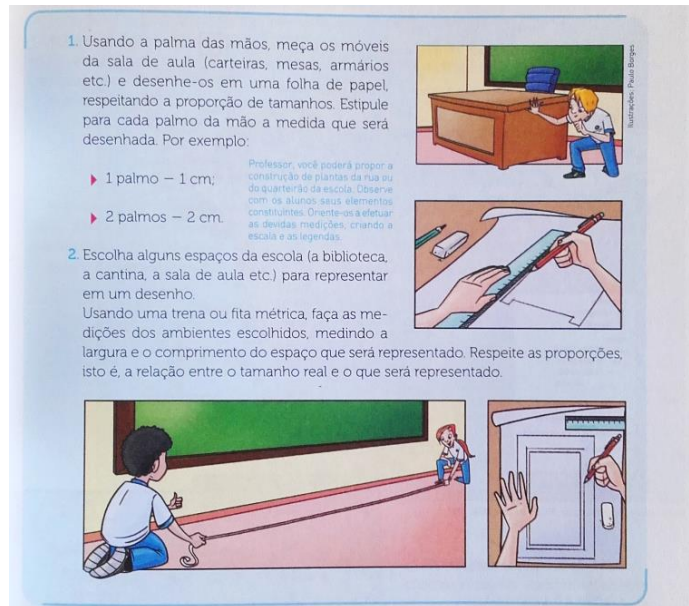 1. Usando a palma das mãos, meça os móveis
da sala de aula (carteiras, mesas, armários
etc.) e desenhe-os em uma folha de papel,
respeitando a proporção de tamanhos. Estipule
para cada palmo da mão a medida que será
desenhada. Por exemplo:
1 palmo — 1 cm;
2 palmos — 2 cm.
Professor, você poderá propor a
construção de plantas da rua ou
do quarteirão da escola. Observe
com os alunos seus elementos
constituintes. Oriente-os a efetuar
as devidas medições, criando a
escala e as legendas.
2. Escolha alguns espaços da escola (a biblioteca,
a cantina, a sala de aula etc.) para representar
em um desenho.
Usando uma trena ou fita métrica, faça as me-
dições dos ambientes escolhidos, medindo a
largura e o comprimento do espaço que será representado. Respeite as proporções,
isto é, a relação entre o tamanho real e o que será representado.
Ilustrações: Paulo Borges